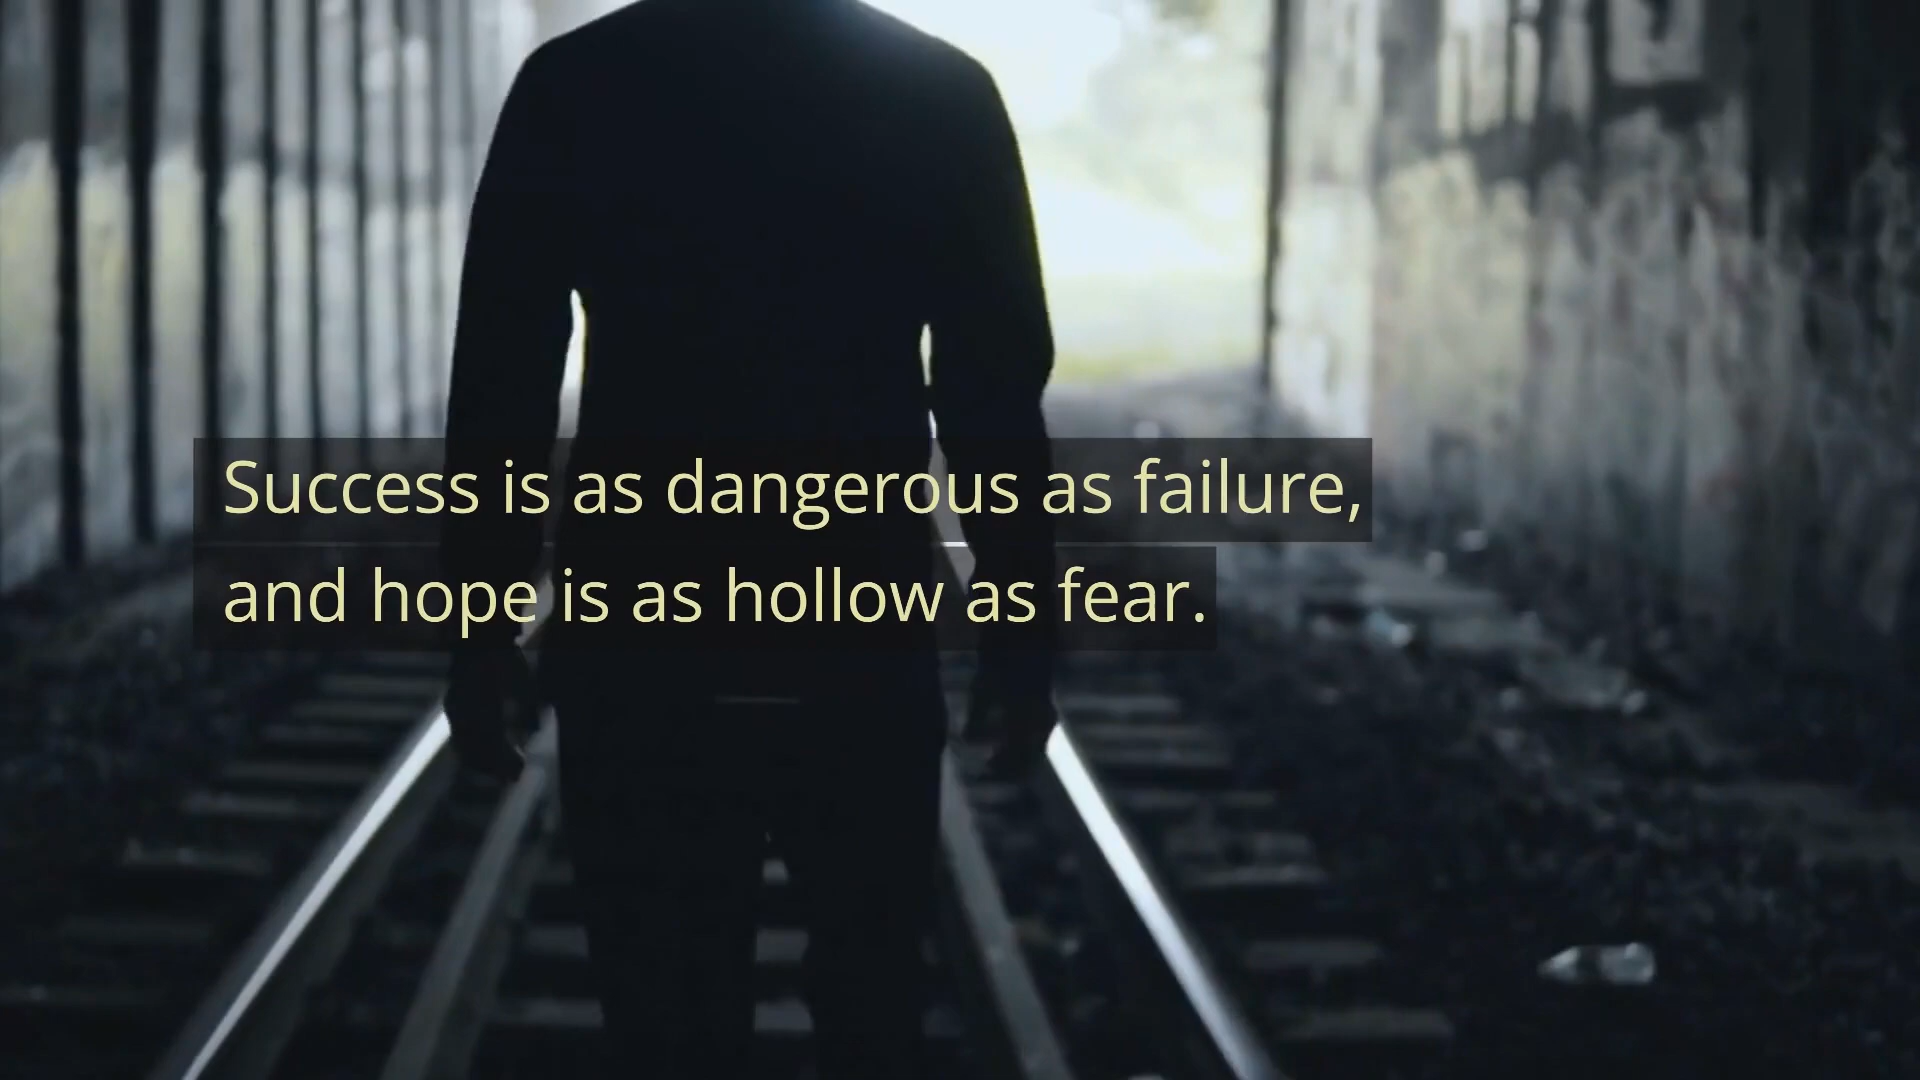 Success is as dangerous as failure,
and hope is as hollow as fear.